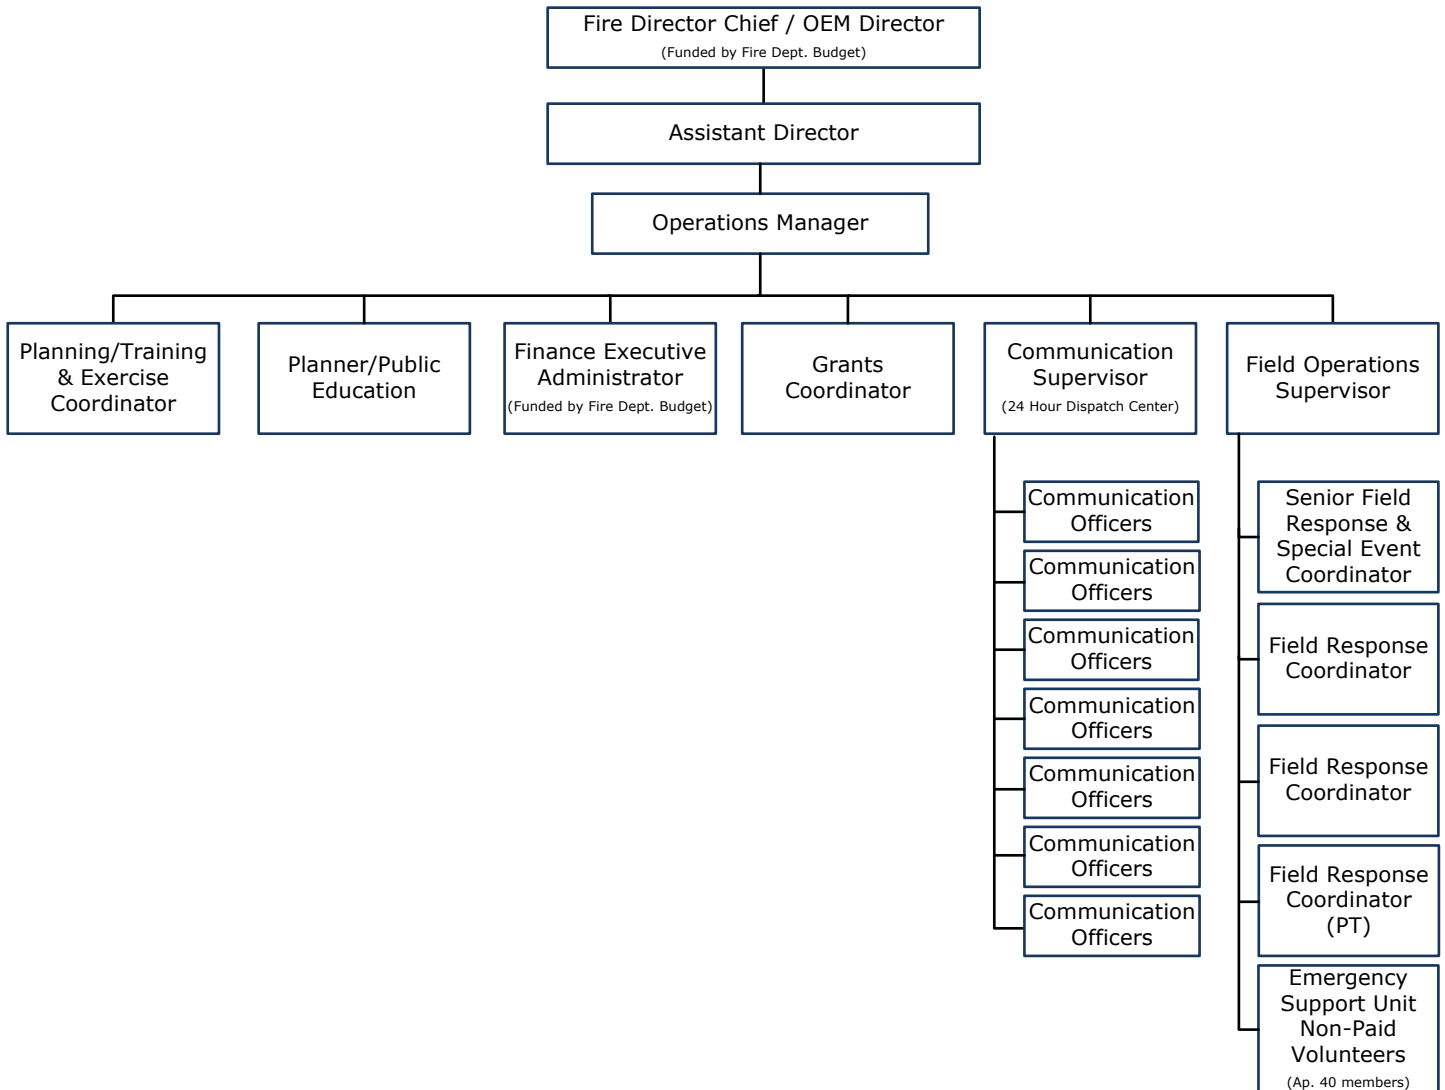 Fire Director Chief / OEM Director
(Funded by Fire Dept. Budget)
Assistant Director
Operations Manager
Planning/Training
& Exercise
Coordinator
Planner/Public
Education
Finance Executive
Administrator
(Funded by Fire Dept. Budget)
Grants
Coordinator
Communication
Supervisor
(24 Hour Dispatch Center)
Field Operations
Supervisor
Communication
Officers
Communication
Officers
Communication
Officers
Communication
Officers
Communication
Officers
Communication
Officers
Communication
Officers
Senior Field
Response &
Special Event
Coordinator
Field Response
Coordinator
Field Response
Coordinator
Field Response
Coordinator
(PT)
Emergency
Support Unit
Non-Paid
Volunteers
(Ap. 40 members)